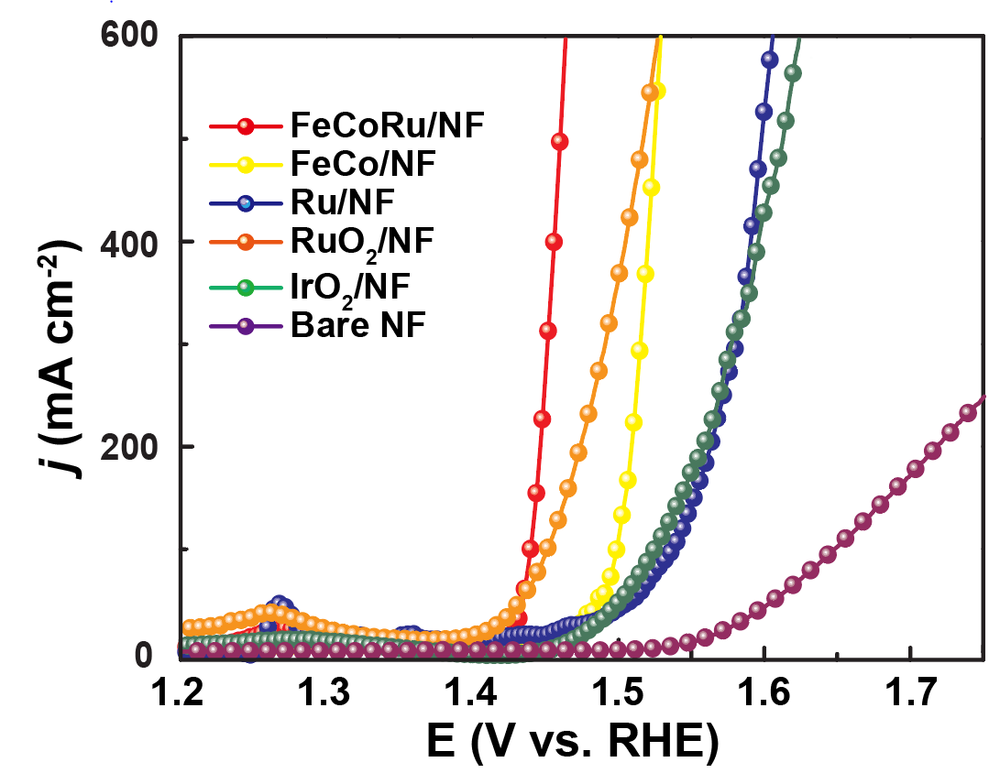 600
400
200
0
FeCoRu/NF
FeCo/NF
Ru/NF
RuO₂/NF
IrO₂/NF
Bare NF
j (mA cm⁻²)
1.2 1.3 1.4 1.5 1.6 1.7
E (V vs. RHE)